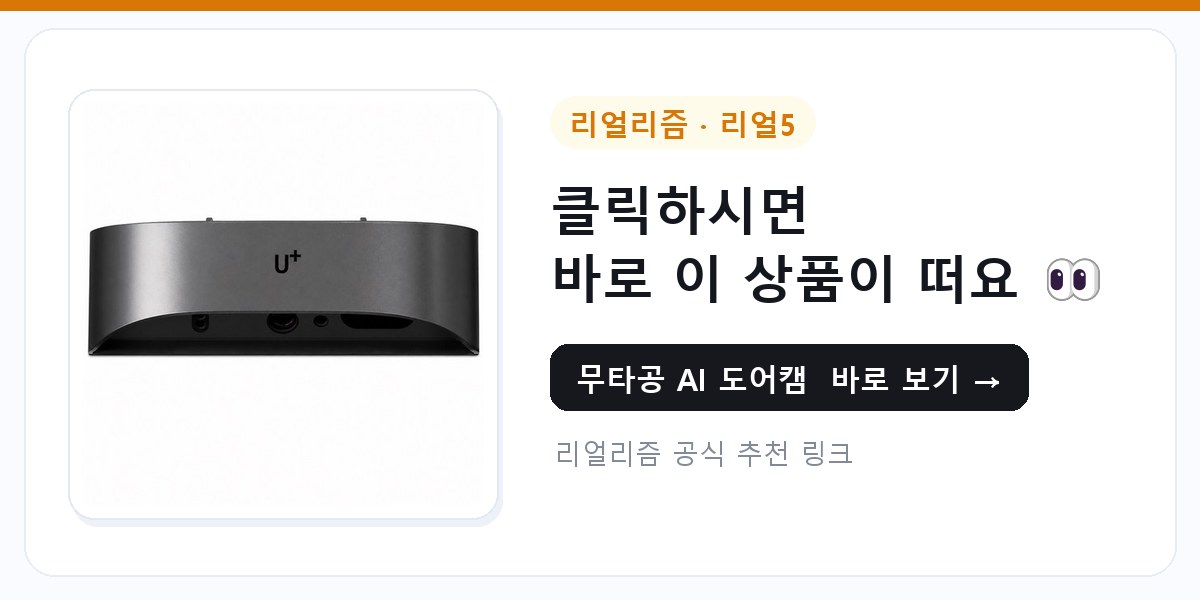 U+
리얼리즘 · 리얼5
클릭하시면
바로 이 상품이 떠요 👀
무타공 AI 도어캠 바로 보기 →
리얼리즘 공식 추천 링크